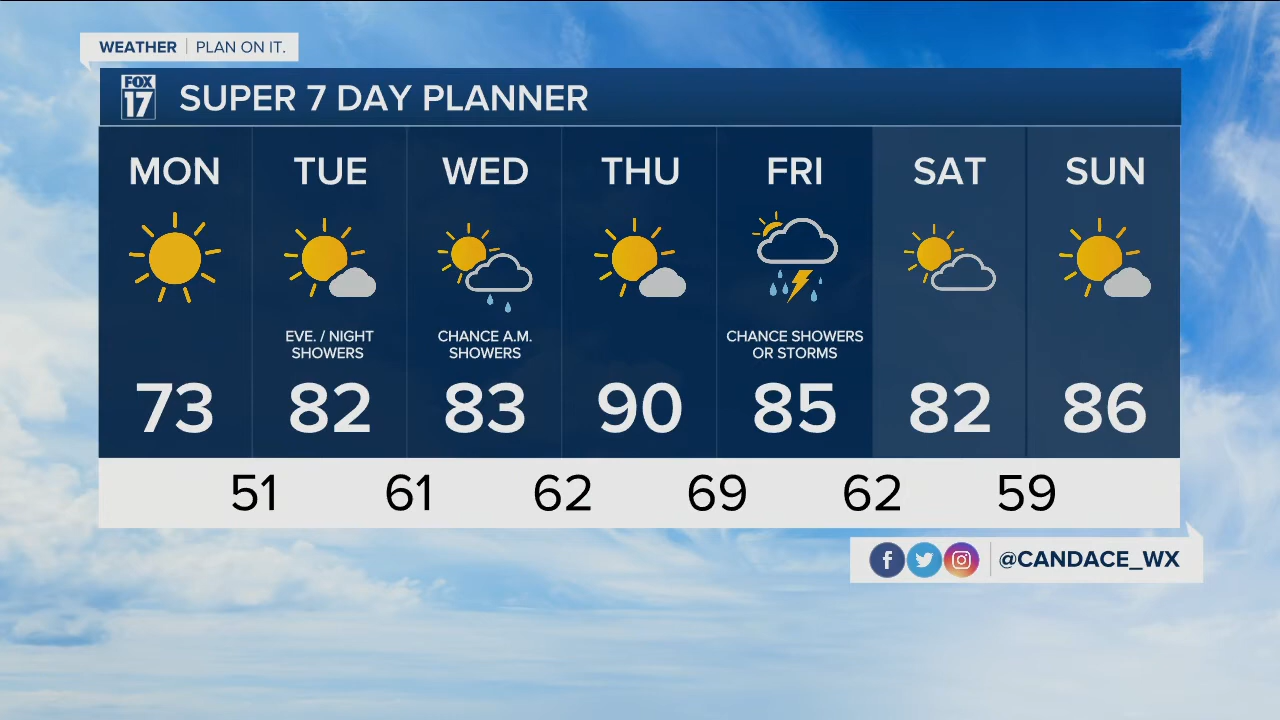 WEATHER | PLAN ON IT.
FOX
17
SUPER 7 DAY PLANNER
MON TUE WED THU FRI SAT SUN
EVE. / NIGHT
SHOWERS
CHANCE A.M.
SHOWERS
CHANCE SHOWERS
OR STORMS
73 82 83 90 85 82 86
51 61 62 69 62 59
@CANDACE_WX